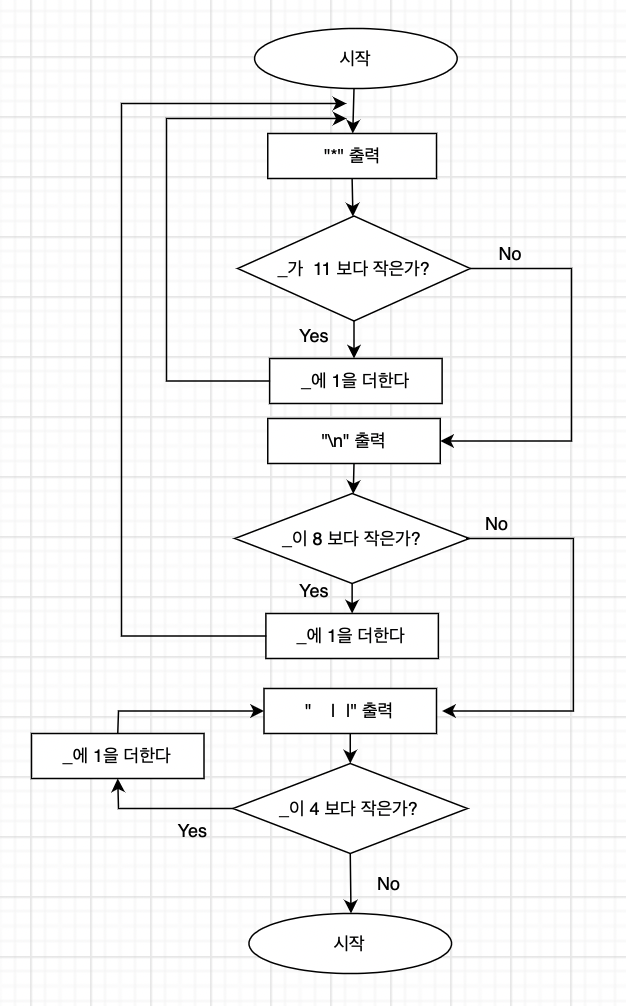 시작
"*" 출력
_가  11 보다 작은가?
No
Yes
_에 1을 더한다
"\n" 출력
_이 8 보다 작은가?
No
Yes
_에 1을 더한다
"    |  |" 출력
_에 1을 더한다
_이 4 보다 작은가?
Yes
No
시작